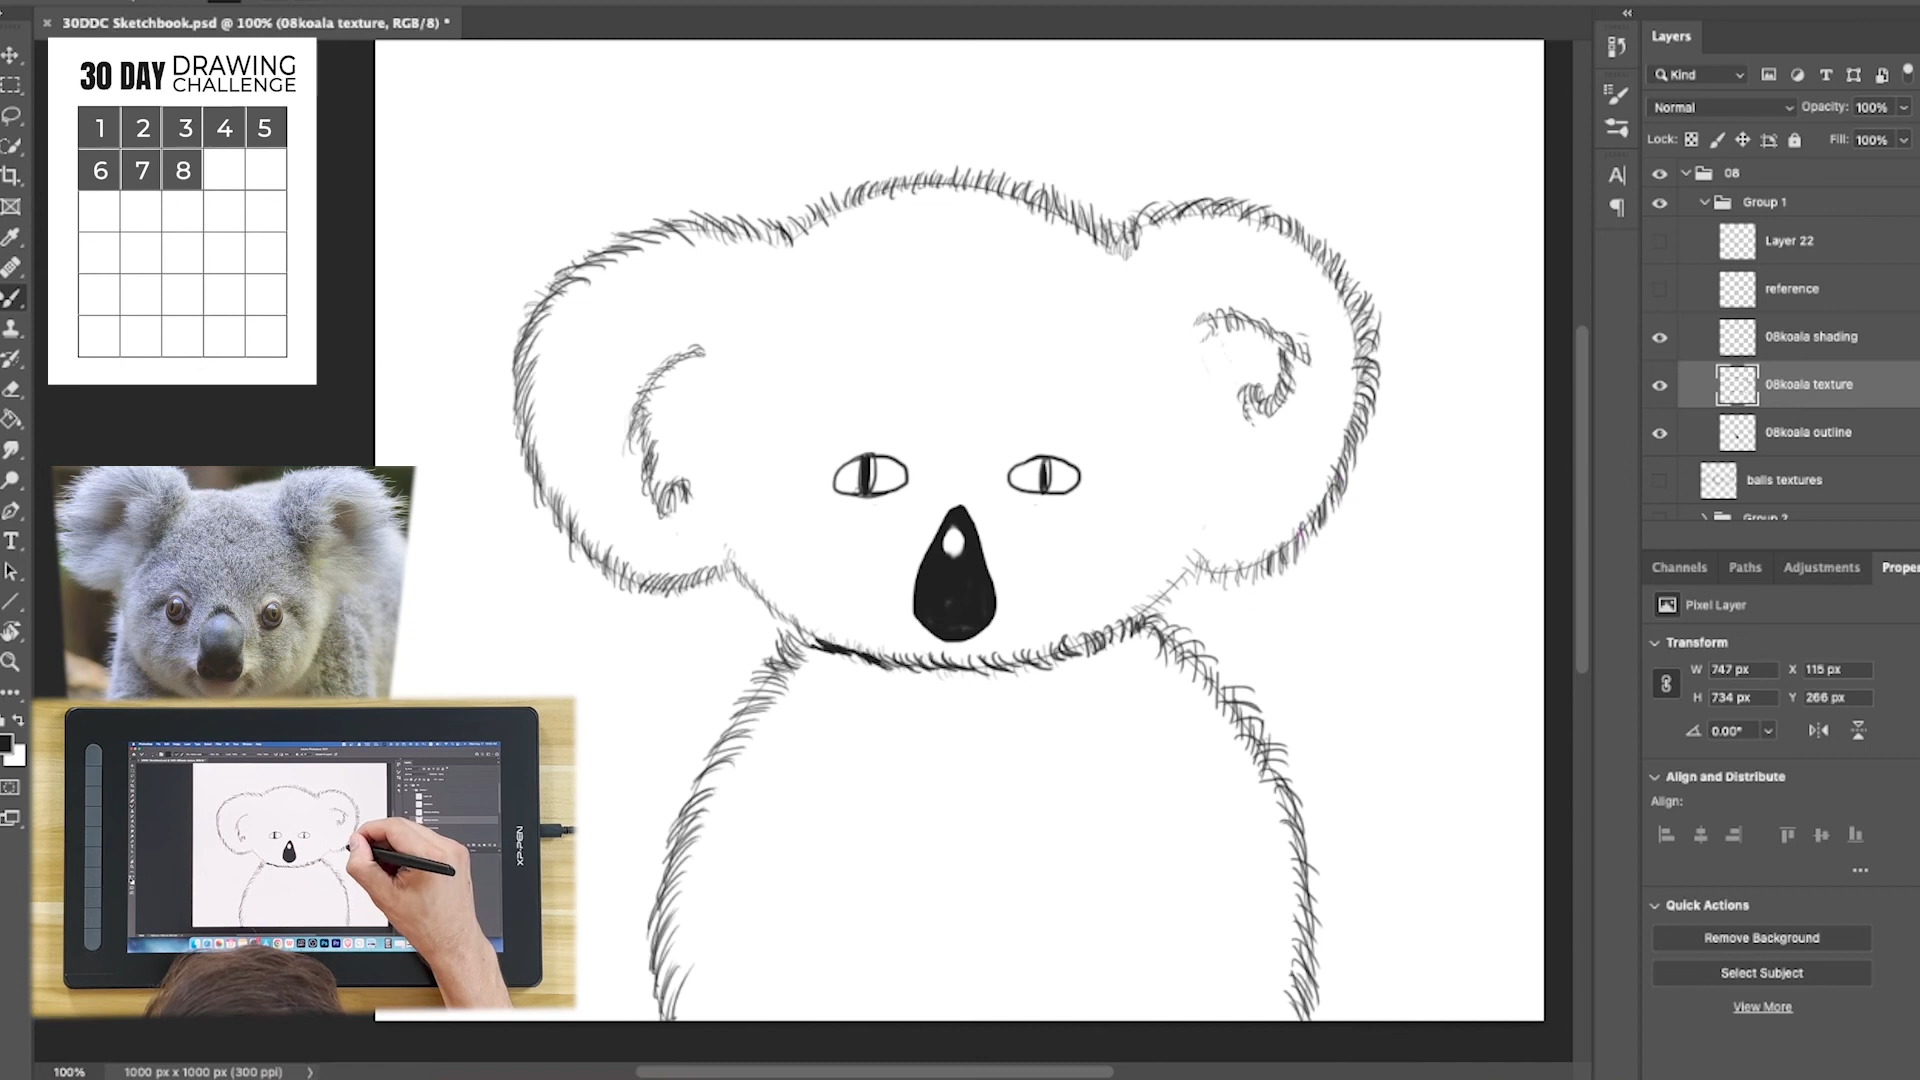 30DDC Sketchbook.psd @ 100% (08koala texture, RGB/8) *
30 DAY DRAWING CHALLENGE
1 2 3 4 5
6 7 8
XPPEN
100% 1000 px x 1000 px (300 ppi)
Layers
Kind
Normal Opacity: 100%
Lock: Fill: 100%
08
Group 1
Layer 22
reference
08koala shading
08koala texture
08koala outline
balls textures
Group 2
Channels Paths Adjustments Proper
Pixel Layer
Transform
W 747 px X 115 px
H 734 px Y 266 px
0.00°
Align and Distribute
Align:
Quick Actions
Remove Background
Select Subject
View More